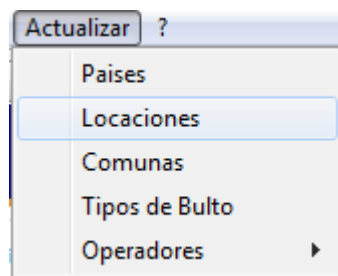 Actualizar ?
Paises
Locaciones
Comunas
Tipos de Bulto
Operadores